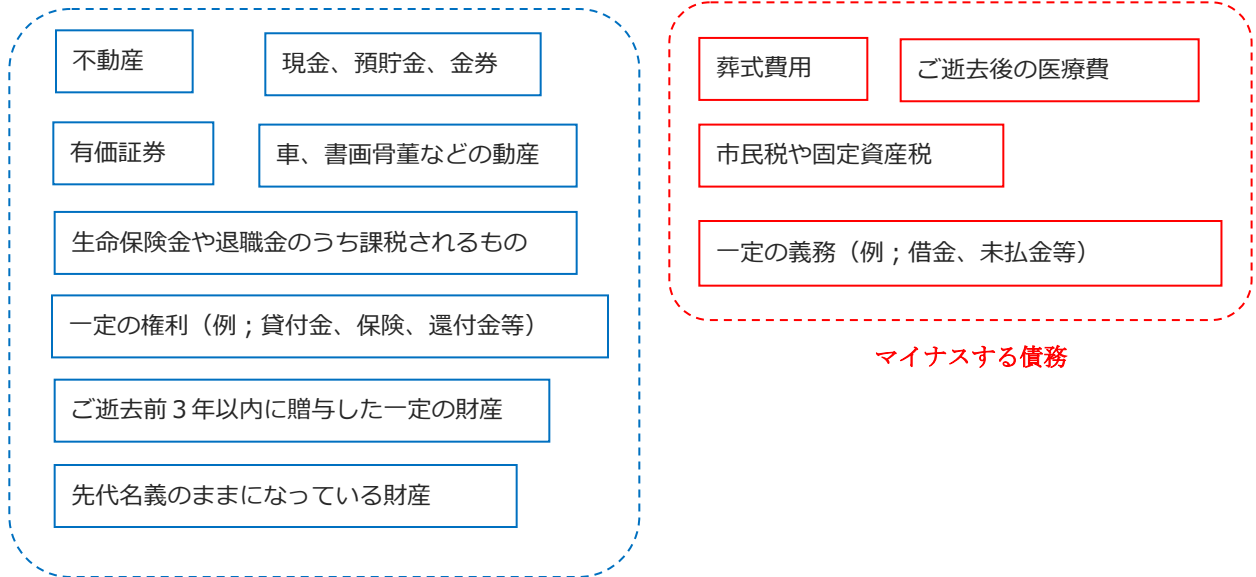 不動産
現金、預貯金、金券
有価証券
車、書画骨董などの動産
生命保険金や退職金のうち課税されるもの
一定の権利（例；貸付金、保険、還付金等）
ご逝去前３年以内に贈与した一定の財産
先代名義のままになっている財産
葬式費用
ご逝去後の医療費
市民税や固定資産税
一定の義務（例；借金、未払金等）
マイナスする債務